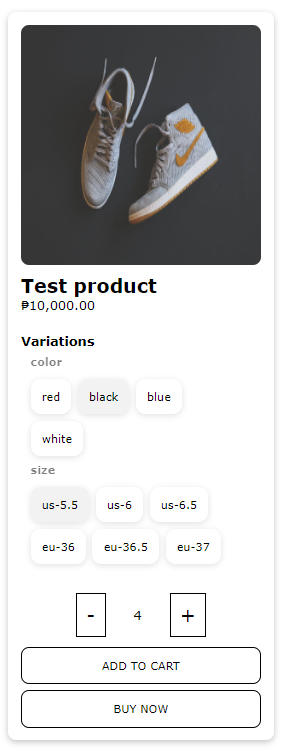 Test product
₱10,000.00
Variations
color
red black blue
white
size
us-5.5 us-6 us-6.5
eu-36 eu-36.5 eu-37
- 4 +
ADD TO CART
BUY NOW